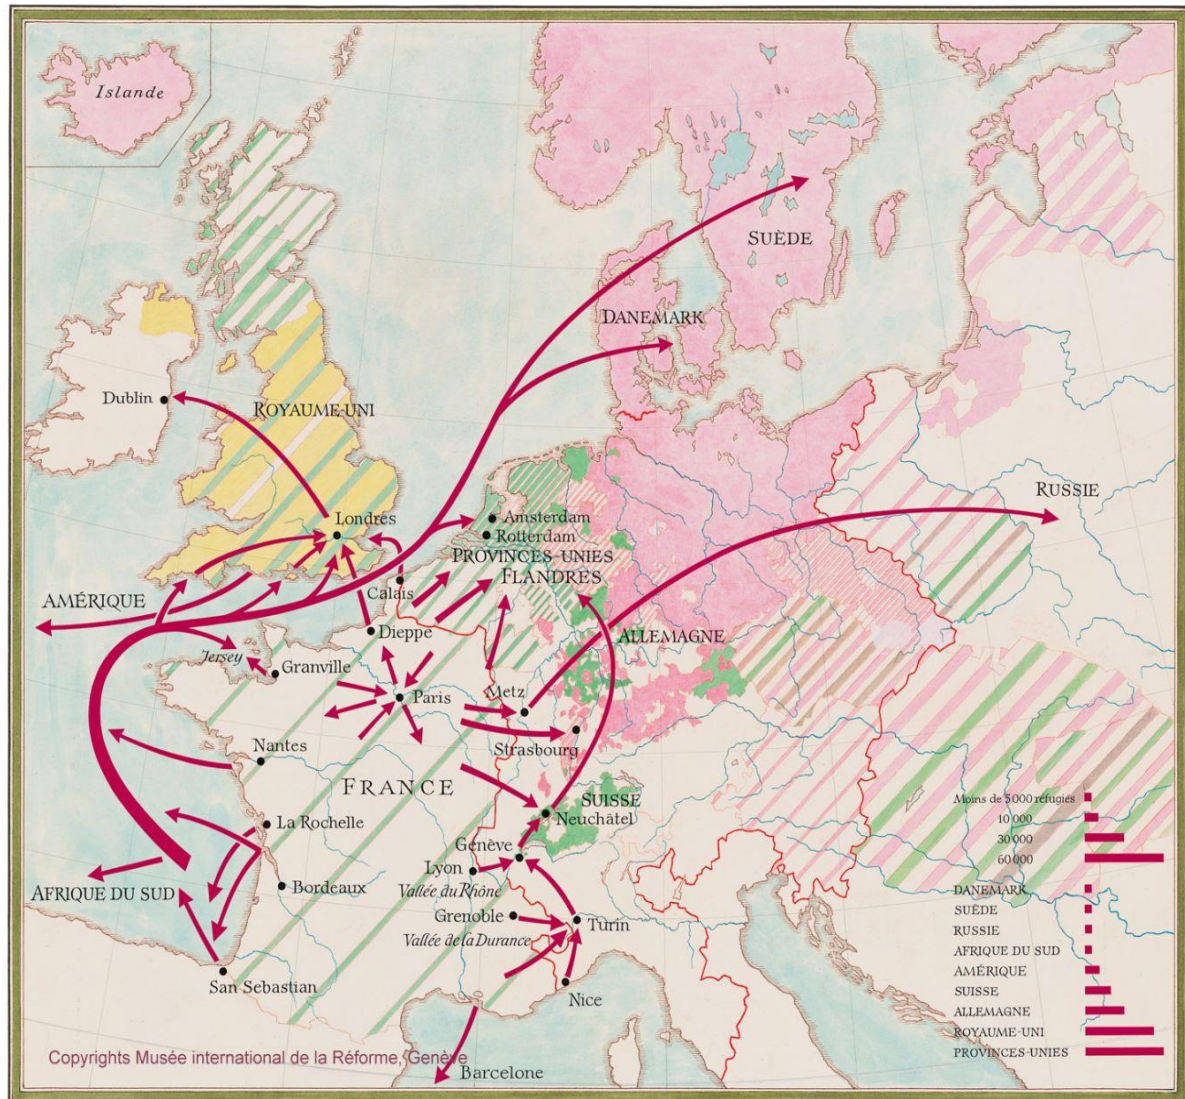 Islande
SUÈDE
DANEMARK
Dublin
ROYAUME-UNI
RUSSIE
Londres
Amsterdam
Rotterdam
PROVINCES-UNIES
FLANDRES
AMÉRIQUE
Calais
Dieppe
ALLEMAGNE
Jersey
Granville
Paris
Metz
Strasbourg
Nantes
FRANCE
SUISSE
Neuchâtel
La Rochelle
Genève
Lyon
Vallée du Rhône
AFRIQUE DU SUD
Bordeaux
Grenoble
Turin
Vallée de la Durance
San Sebastian
Nice
Barcelone
Moins de 5000 réfugiés
10 000
30 000
60 000
DANEMARK
SUÈDE
RUSSIE
AFRIQUE DU SUD
AMÉRIQUE
SUISSE
ALLEMAGNE
ROYAUME-UNI
PROVINCES-UNIES
Copyrights Musée international de la Réforme, Genève